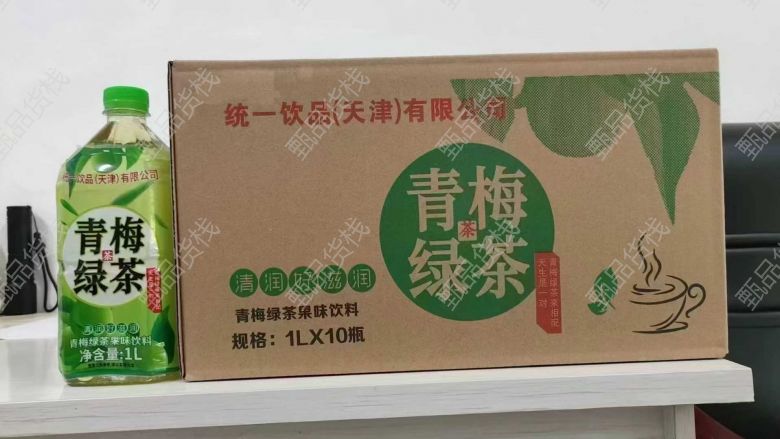 统一饮品(天津)有限公司
青梅
茶
绿茶
清润好滋润
青梅绿茶果味饮料
净含量:1L
统一饮品(天津)有限公司
青梅
茶
绿茶
青梅绿茶来相配
天生是一对
清润好滋润
青梅绿茶果味饮料
规格：1LX10瓶
甄品货栈